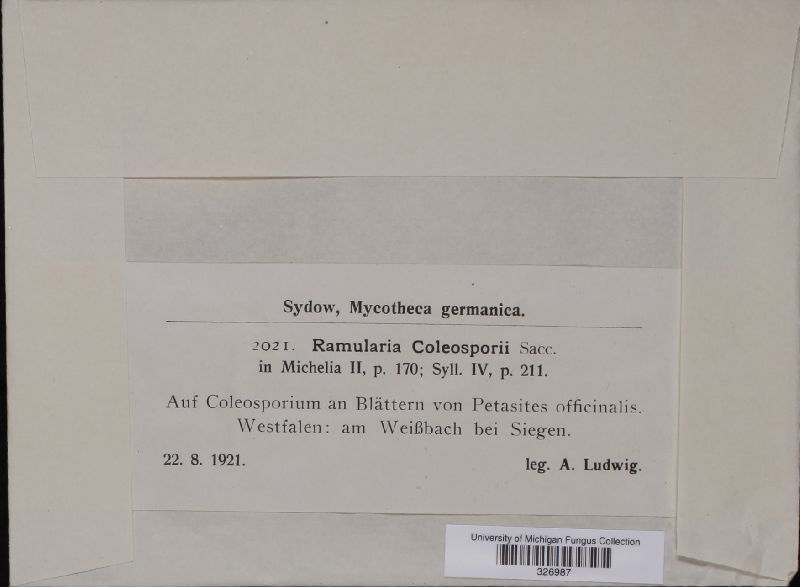 Sydow, Mycotheca germanica.
2021. Ramularia Coleosporii Sacc.
in Michelia II, p. 170; Syll. IV, p. 211.
Auf Coleosporium an Blättern von Petasites officinalis.
Westfalen: am Weißbach bei Siegen.
22. 8. 1921. leg. A. Ludwig.
University of Michigan Fungus Collection
326987